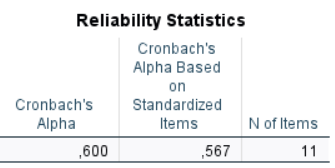 Reliability Statistics
Cronbach's
Alpha
Cronbach's
Alpha Based
on
Standardized
Items
N of Items
,600 ,567 11